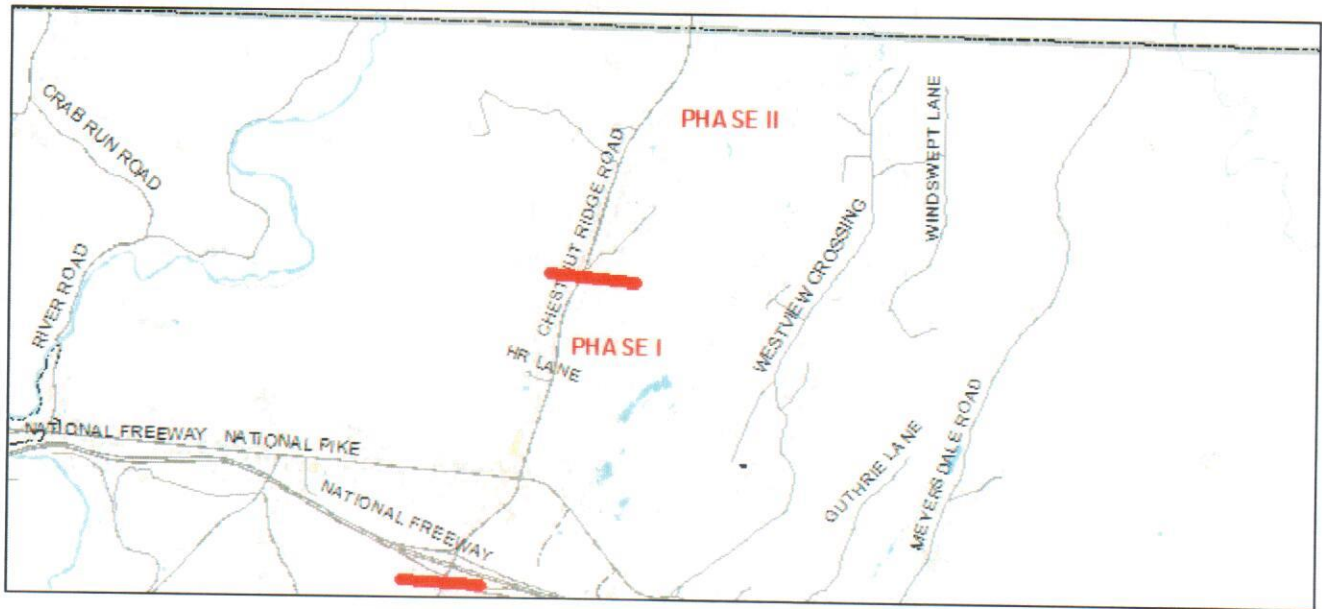 CRAB RUN ROAD
PHASE II
WINDSWEPT LANE
CHESTNUT RIDGE ROAD
RIVER ROAD
WESTVIEW CROSSING
PHASE I
HR LANE
NATIONAL FREEWAY
NATIONAL PIKE
GUTHRIE LANE
MEYERSDALE ROAD
NATIONAL FREEWAY